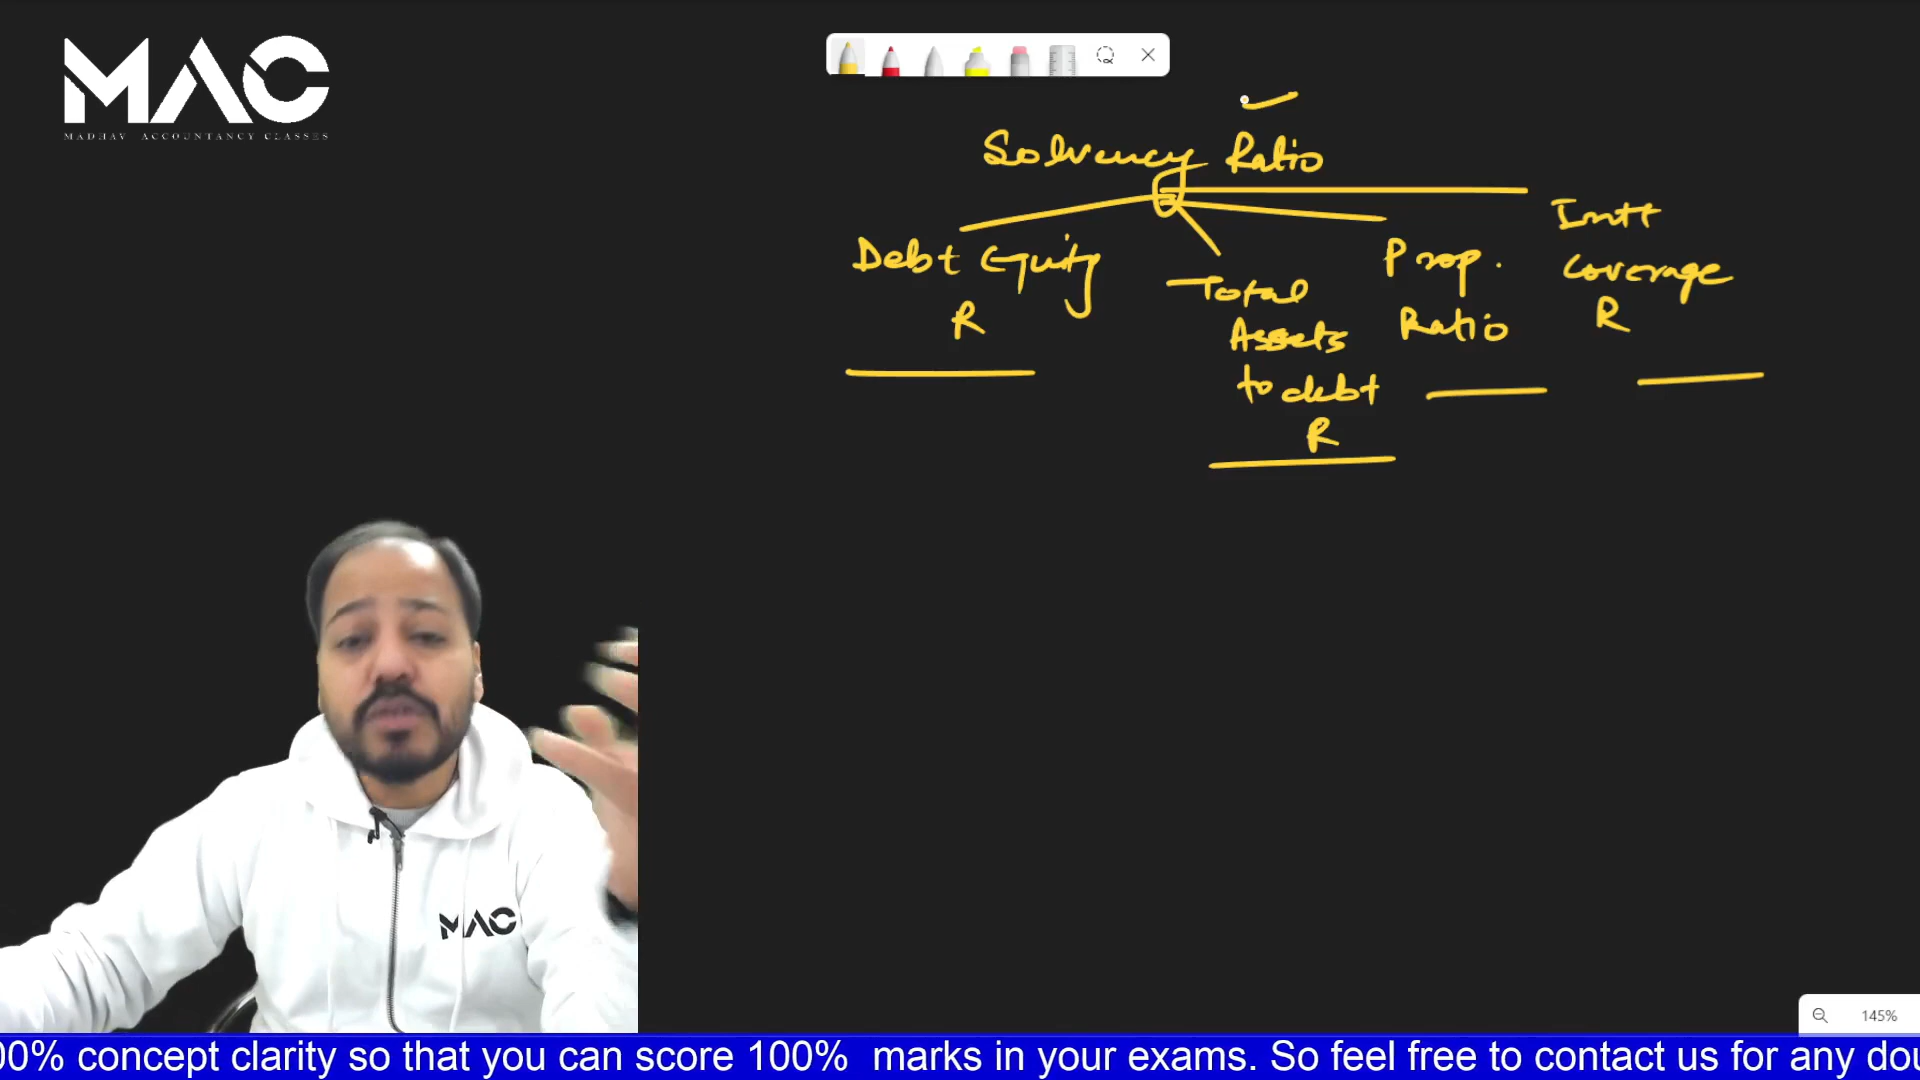 MAC
MADHAV ACCOUNTANCY CLASSES
Solvency Ratio
Debt Equity
R
Total
Assets
to debt
R
Prop.
Ratio
Intt
Coverage
R
MAC
00% concept clarity so that you can score 100% marks in your exams. So feel free to contact us for any dou
145%